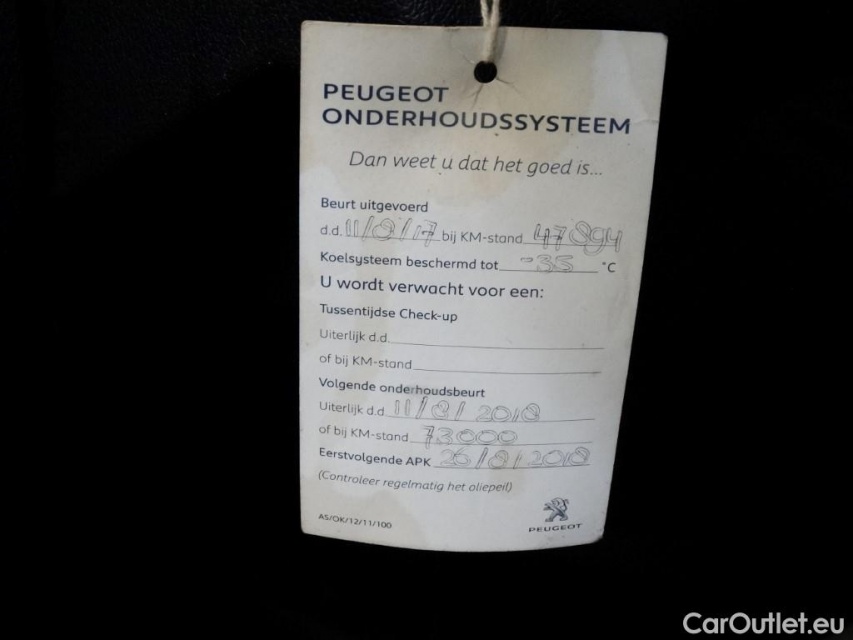 PEUGEOT
ONDERHOUDSSYSTEEM
Dan weet u dat het goed is...
Beurt uitgevoerd
d.d. 11/8/17 bij KM-stand 47894
Koelsysteem beschermd tot -35 °C
U wordt verwacht voor een:
Tussentijdse Check-up
Uiterlijk d.d.
of bij KM-stand
Volgende onderhoudsbeurt
Uiterlijk d.d 11/8/2018
of bij KM-stand 73000
Eerstvolgende APK 26/8/2018
(Controleer regelmatig het oliepeil)
AS/OK/12/11/100
PEUGEOT
CarOutlet.eu